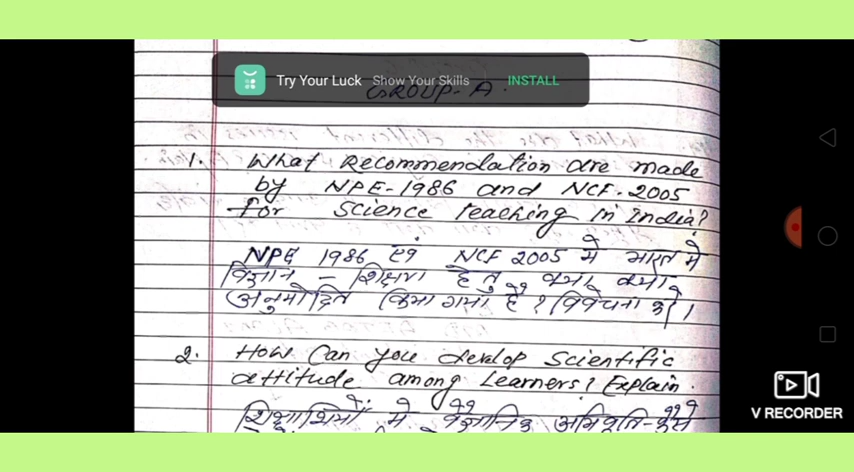 Try Your Luck Show Your Skills INSTALL
GROUP-A.
1. What Recommendation are made
by NPE-1986 and NCF-2005
for Science teaching in India?
NPE 1986 एवं NCF 2005 में भारत में
विज्ञान - शिक्षण हेतु क्या क्या
अनुमोदित किया गया है? विवेचना करें।
2. How Can you develop Scientific
attitude among Learners? Explain.
शिक्षार्थियों में वैज्ञानिक अभिवृति कैसे
V RECORDER